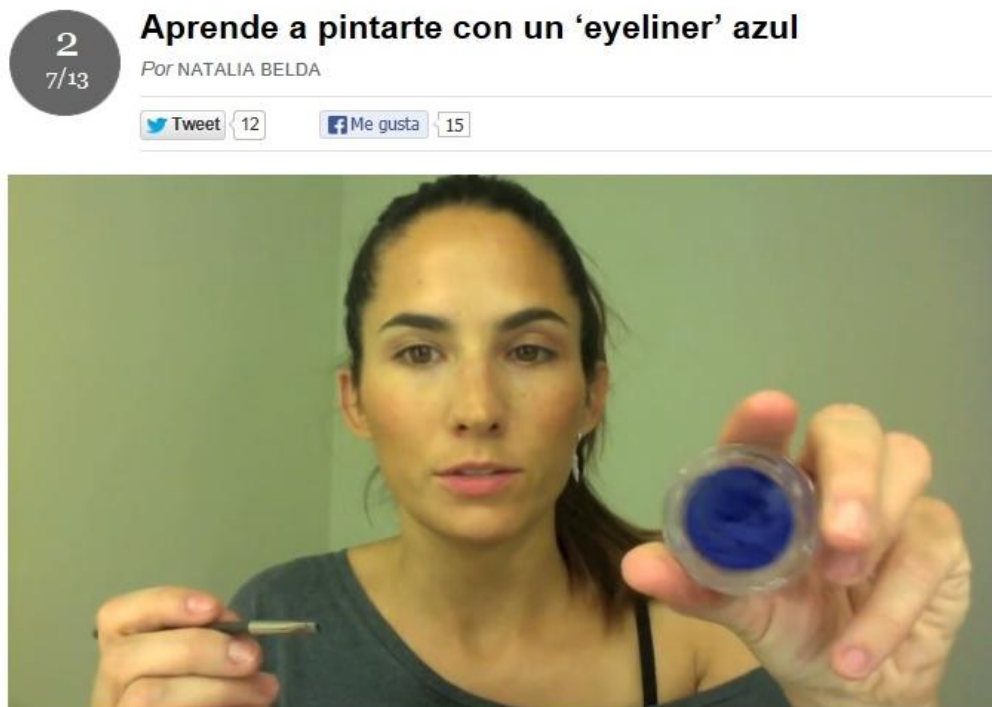 2
7/13
Aprende a pintarte con un ‘eyeliner’ azul
Por NATALIA BELDA
Tweet 12 Me gusta 15